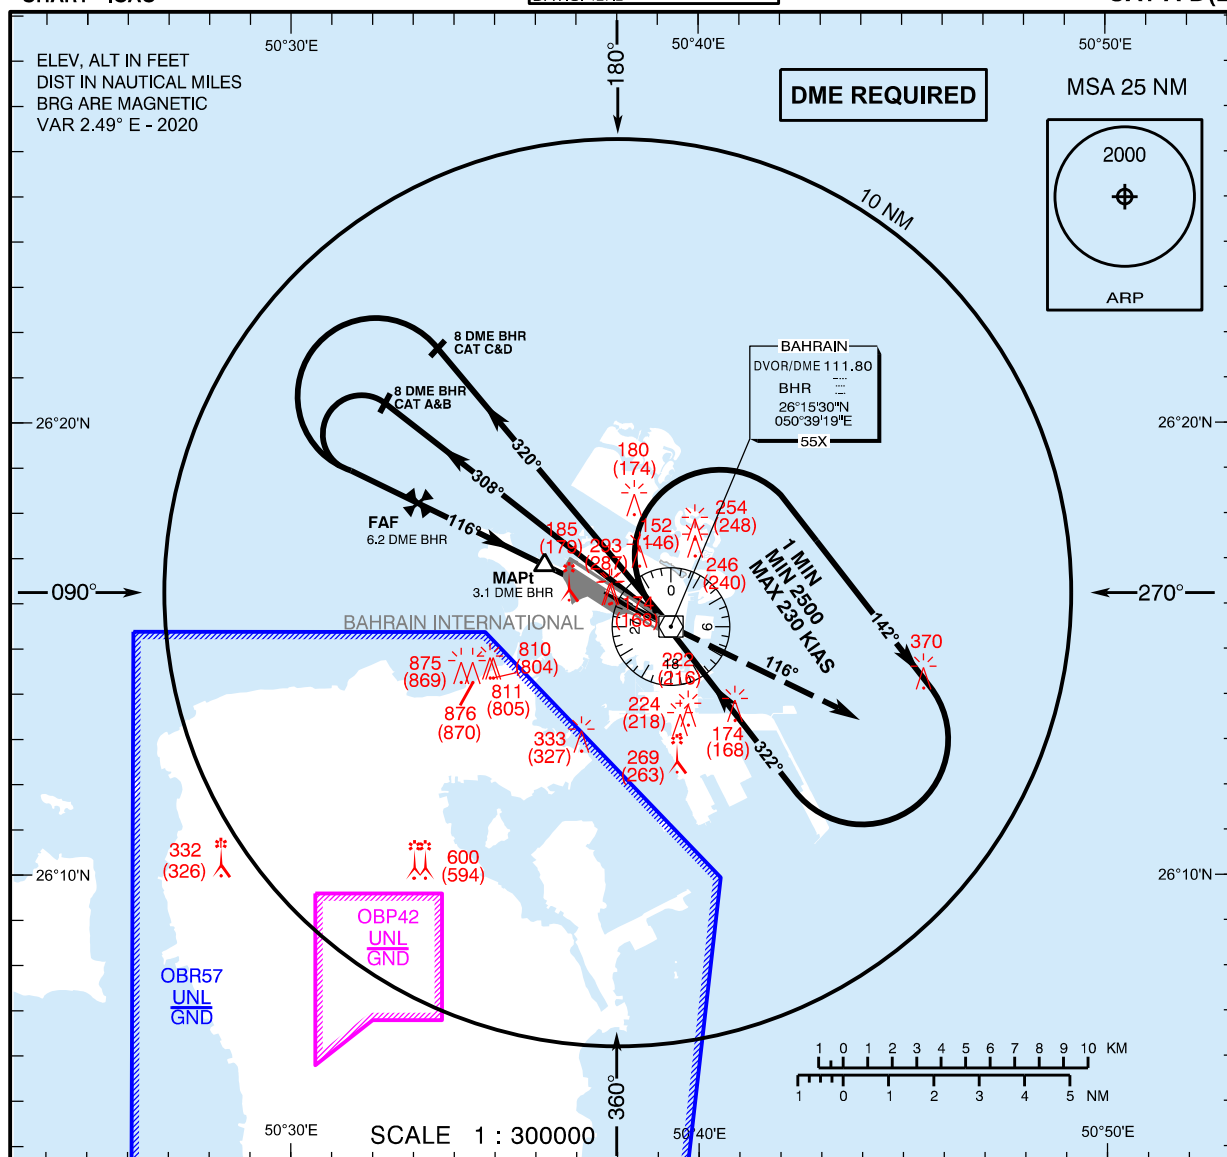 50°30'E
50°40'E
50°50'E
180°
ELEV, ALT IN FEET
DIST IN NAUTICAL MILES
BRG ARE MAGNETIC
VAR 2.49° E - 2020
DME REQUIRED
MSA 25 NM
2000
ARP
10 NM
8 DME BHR
CAT C&D
8 DME BHR
CAT A&B
BAHRAIN
DVOR/DME 111.80
BHR
26°15'30"N
050°39'19"E
55X
26°20'N
26°20'N
320°
308°
116°
FAF
6.2 DME BHR
MAPt
3.1 DME BHR
180
(174)
185
(179)
293
(287)
152
(146)
254
(248)
246
(240)
174
(168)
1 MIN
MIN 2500
MAX 230 KIAS
142°
370
090°
270°
BAHRAIN INTERNATIONAL
0
6
18
27
116°
322°
222
(216)
875
(869)
810
(804)
811
(805)
876
(870)
224
(218)
174
(168)
333
(327)
269
(263)
332
(326)
600
(594)
26°10'N
26°10'N
OBP42
UNL
GND
OBR57
UNL
GND
1 0 1 2 3 4 5 6 7 8 9 10 KM
1 0 1 2 3 4 5 NM
360°
SCALE 1 : 300000
50°30'E
50°40'E
50°50'E